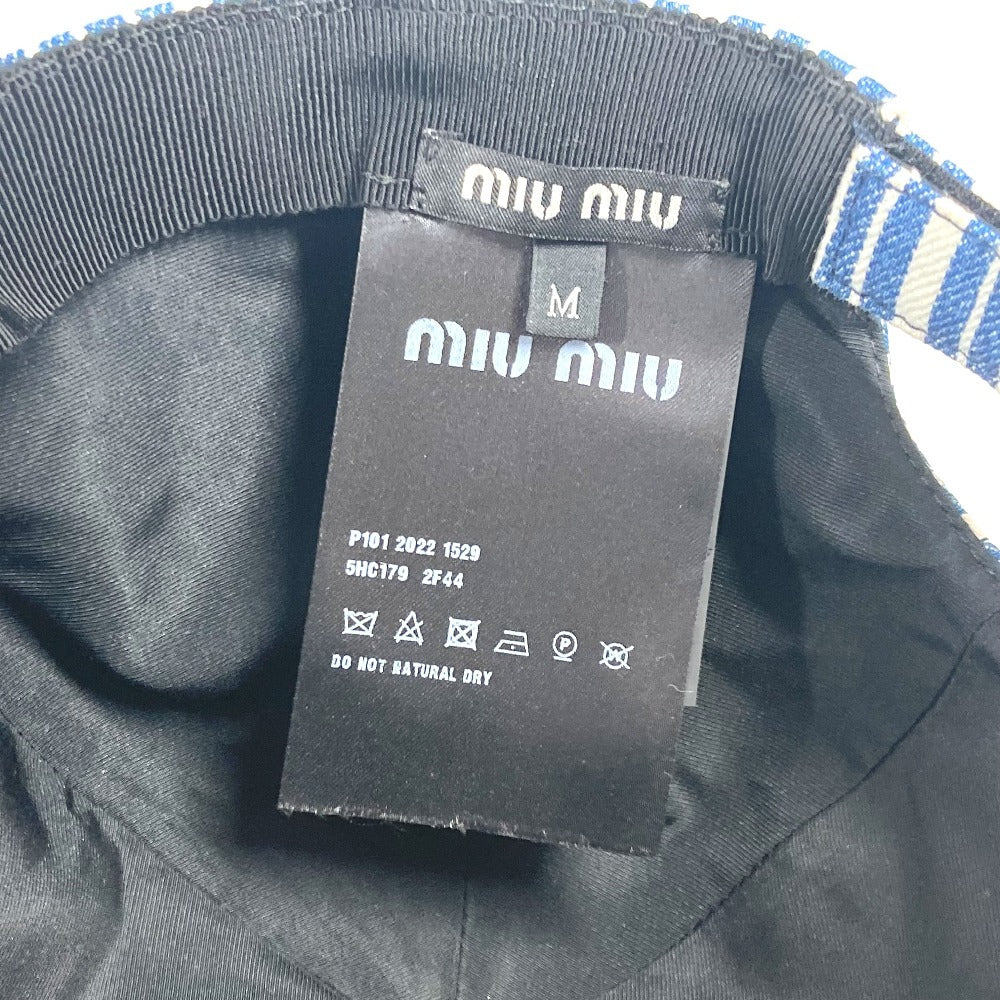 miu miu
M
miu miu
P101 2022 1529
5HC179 2F44
P W
DO NOT NATURAL DRY